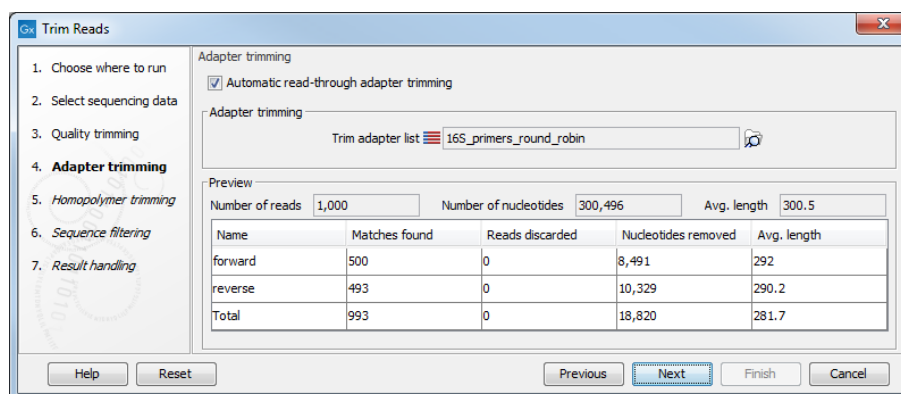 Gx Trim Reads
1. Choose where to run
2. Select sequencing data
3. Quality trimming
4. Adapter trimming
5. Homopolymer trimming
6. Sequence filtering
7. Result handling
Adapter trimming
Automatic read-through adapter trimming
Adapter trimming
Trim adapter list 16S_primers_round_robin
Preview
Number of reads 1,000 Number of nucleotides 300,496 Avg. length 300.5
Name Matches found Reads discarded Nucleotides removed Avg. length
forward 500 0 8,491 292
reverse 493 0 10,329 290.2
Total 993 0 18,820 281.7
Help Reset Previous Next Finish Cancel